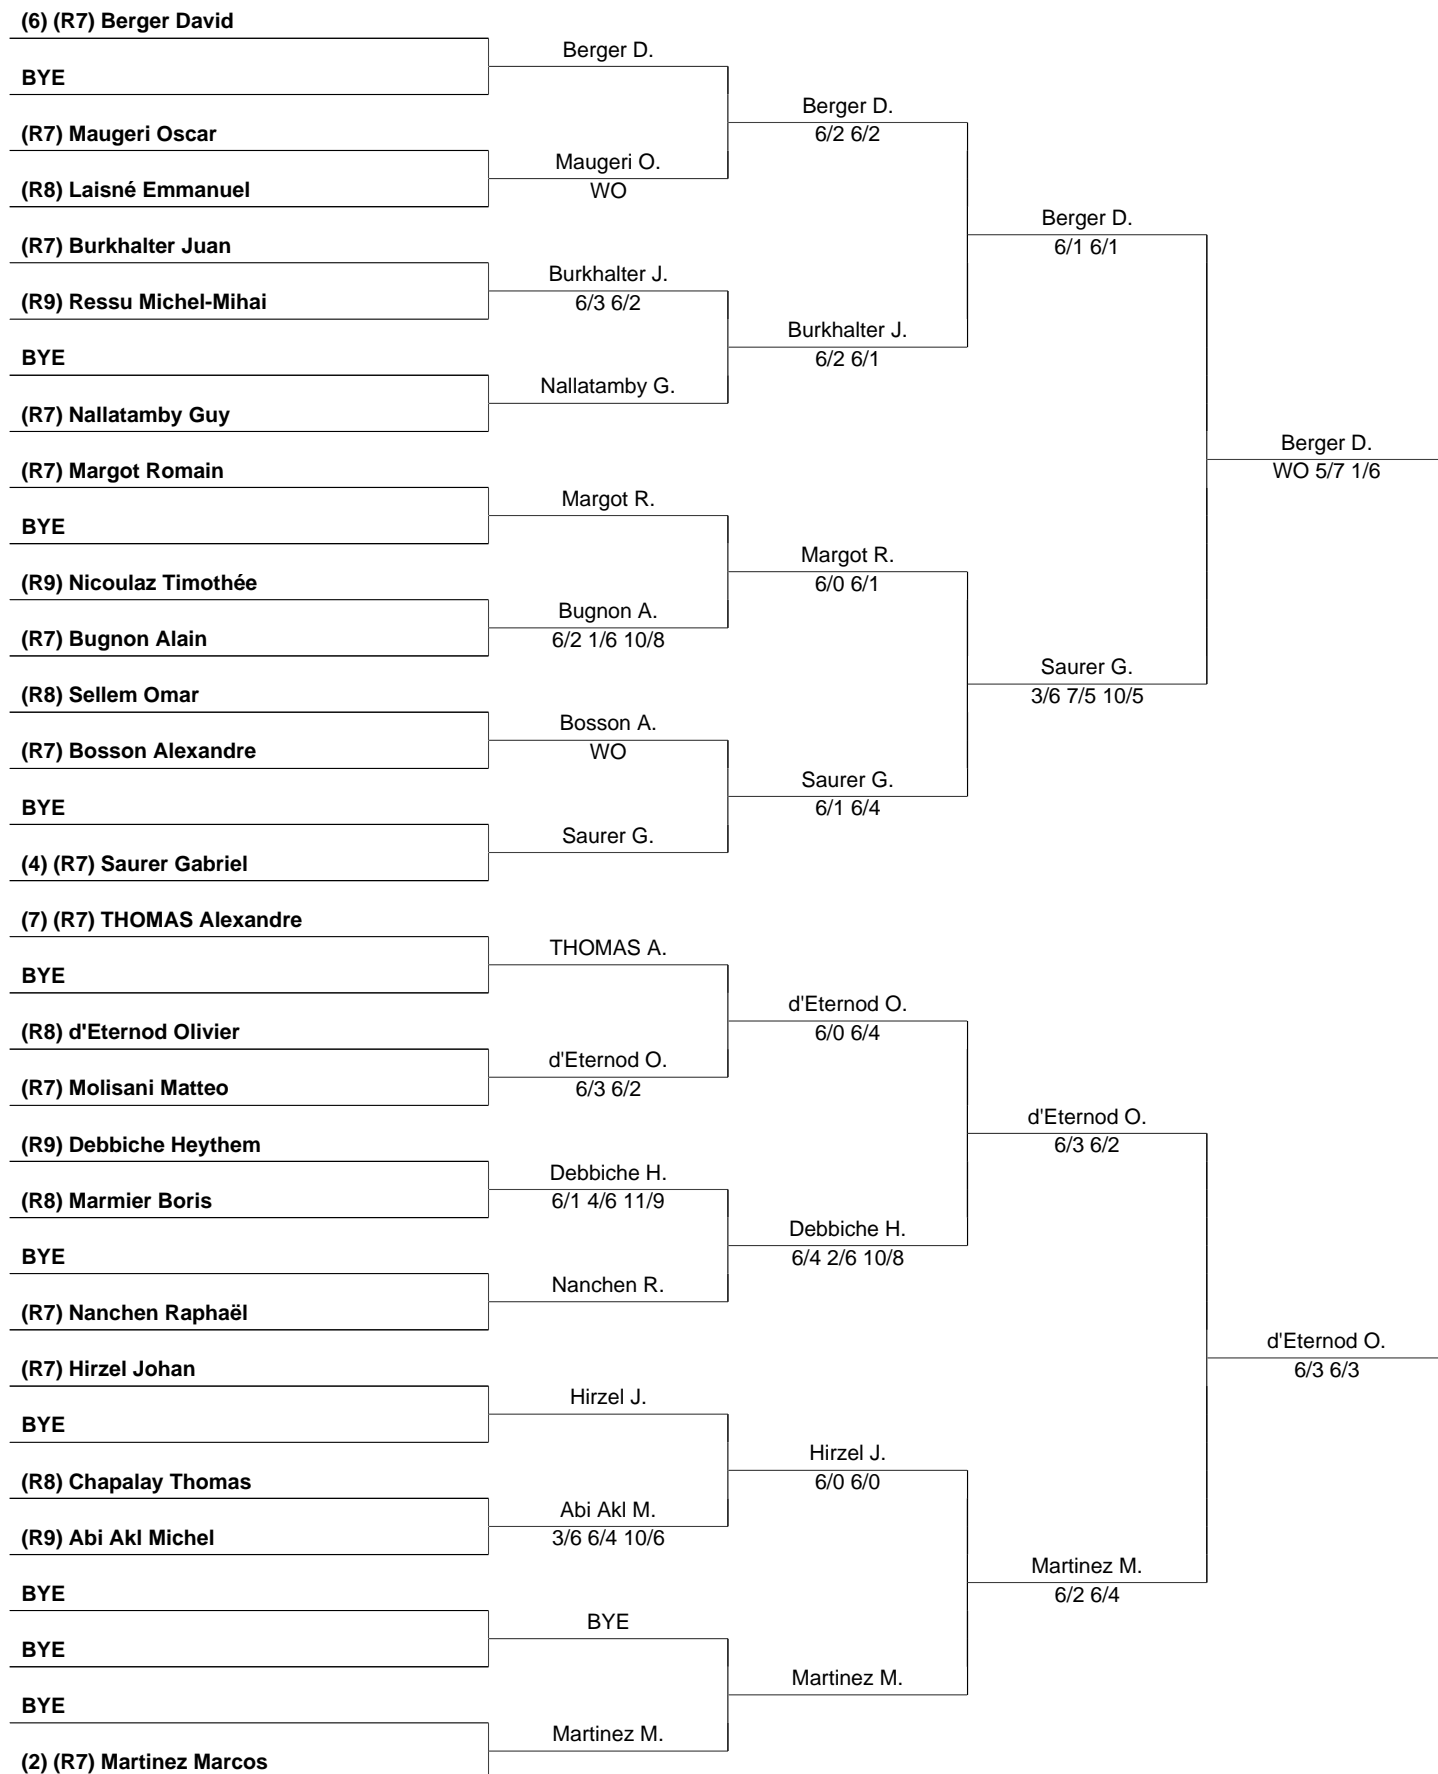 (6) (R7) Berger David
Berger D.
BYE
Berger D.
(R7) Maugeri Oscar
6/2 6/2
Maugeri O.
(R8) Laisné Emmanuel
WO
Berger D.
(R7) Burkhalter Juan
6/1 6/1
Burkhalter J.
(R9) Ressu Michel-Mihai
6/3 6/2
Burkhalter J.
BYE
6/2 6/1
Nallatamby G.
(R7) Nallatamby Guy
Berger D.
(R7) Margot Romain
WO 5/7 1/6
Margot R.
BYE
Margot R.
(R9) Nicoulaz Timothée
6/0 6/1
Bugnon A.
(R7) Bugnon Alain
6/2 1/6 10/8
Saurer G.
(R8) Sellem Omar
3/6 7/5 10/5
Bosson A.
(R7) Bosson Alexandre
WO
Saurer G.
BYE
6/1 6/4
Saurer G.
(4) (R7) Saurer Gabriel
(7) (R7) THOMAS Alexandre
THOMAS A.
BYE
d'Eternod O.
(R8) d'Eternod Olivier
6/0 6/4
d'Eternod O.
(R7) Molisani Matteo
6/3 6/2
d'Eternod O.
(R9) Debbiche Heythem
6/3 6/2
Debbiche H.
(R8) Marmier Boris
6/1 4/6 11/9
Debbiche H.
BYE
6/4 2/6 10/8
Nanchen R.
(R7) Nanchen Raphaël
d'Eternod O.
(R7) Hirzel Johan
6/3 6/3
Hirzel J.
BYE
Hirzel J.
(R8) Chapalay Thomas
6/0 6/0
Abi Akl M.
(R9) Abi Akl Michel
3/6 6/4 10/6
Martinez M.
BYE
6/2 6/4
BYE
BYE
Martinez M.
BYE
Martinez M.
(2) (R7) Martinez Marcos